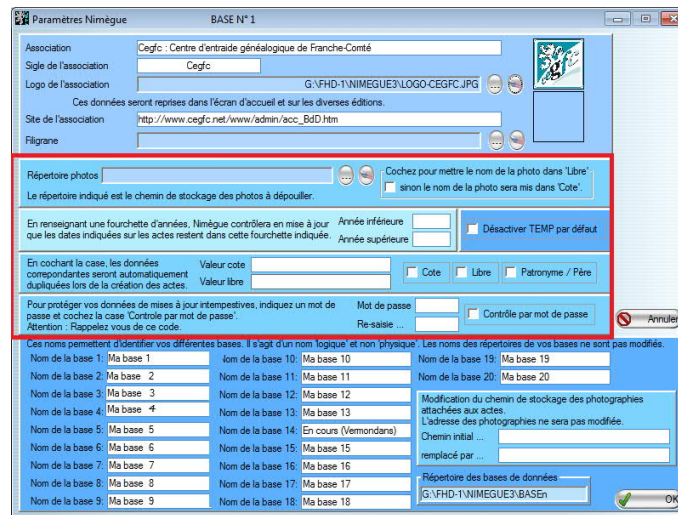 Paramètres Nimègue BASE N° 1
Association Cegfc : Centre d'entraide généalogique de Franche-Comté
Sigle de l'association Cegfc
Logo de l'association G:\FHD-1\NIMEGUE3\LOGO-CEGFC.JPG ...
Ces données seront reprises dans l'écran d'accueil et sur les diverses éditions.
Site de l'association http://www.cegfc.net/www/admin/acc_BdD.htm
Filigrane ...
Répertoire photos ...
Le répertoire indiqué est le chemin de stockage des photos à dépouiller.
Cochez pour mettre le nom de la photo dans 'Libre'
sinon le nom de la photo sera mis dans 'Cote'.
En renseignant une fourchette d'années, Nimègue contrôlera en mise à jour
que les dates indiquées sur les actes restent dans cette fourchette indiquée.
Année inférieure
Année supérieure
Désactiver TEMP par défaut
En cochant la case, les données
correpondantes seront automatiquement
dupliquées lors de la création des actes.
Valeur cote
Valeur libre
Cote Libre Patronyme / Père
Pour protéger vos données de mises à jour intempestives, indiquez un mot de
passe et cochez la case 'Controle par mot de passe'.
Attention : Rappelez vous de ce code.
Mot de passe
Re-saisie ...
Contrôle par mot de passe
Annuler
Ces noms permettent d'identifier vos différentes bases. Il s'agit d'un nom 'logique' et non 'physique'. Les noms des répertoires de vos bases ne sont pas modifiés.
Nom de la base 1: Ma base 1
Nom de la base 2: Ma base 2
Nom de la base 3: Ma base 3
Nom de la base 4: Ma base 4
Nom de la base 5: Ma base 5
Nom de la base 6: Ma base 6
Nom de la base 7: Ma base 7
Nom de la base 8: Ma base 8
Nom de la base 9: Ma base 9
Nom de la base 10: Ma base 10
Nom de la base 11: Ma base 11
Nom de la base 12: Ma base 12
Nom de la base 13: Ma base 13
Nom de la base 14: En cours (Vermondans)
Nom de la base 15: Ma base 15
Nom de la base 16: Ma base 16
Nom de la base 17: Ma base 17
Nom de la base 18: Ma base 18
Nom de la base 19: Ma base 19
Nom de la base 20: Ma base 20
Modification du chemin de stockage des photographies
attachées aux actes.
L'adresse des photographies ne sera pas modifiée.
Chemin initial ...
remplacé par ...
Répertoire des bases de données
G:\FHD-1\NIMEGUE3\BASEn
OK